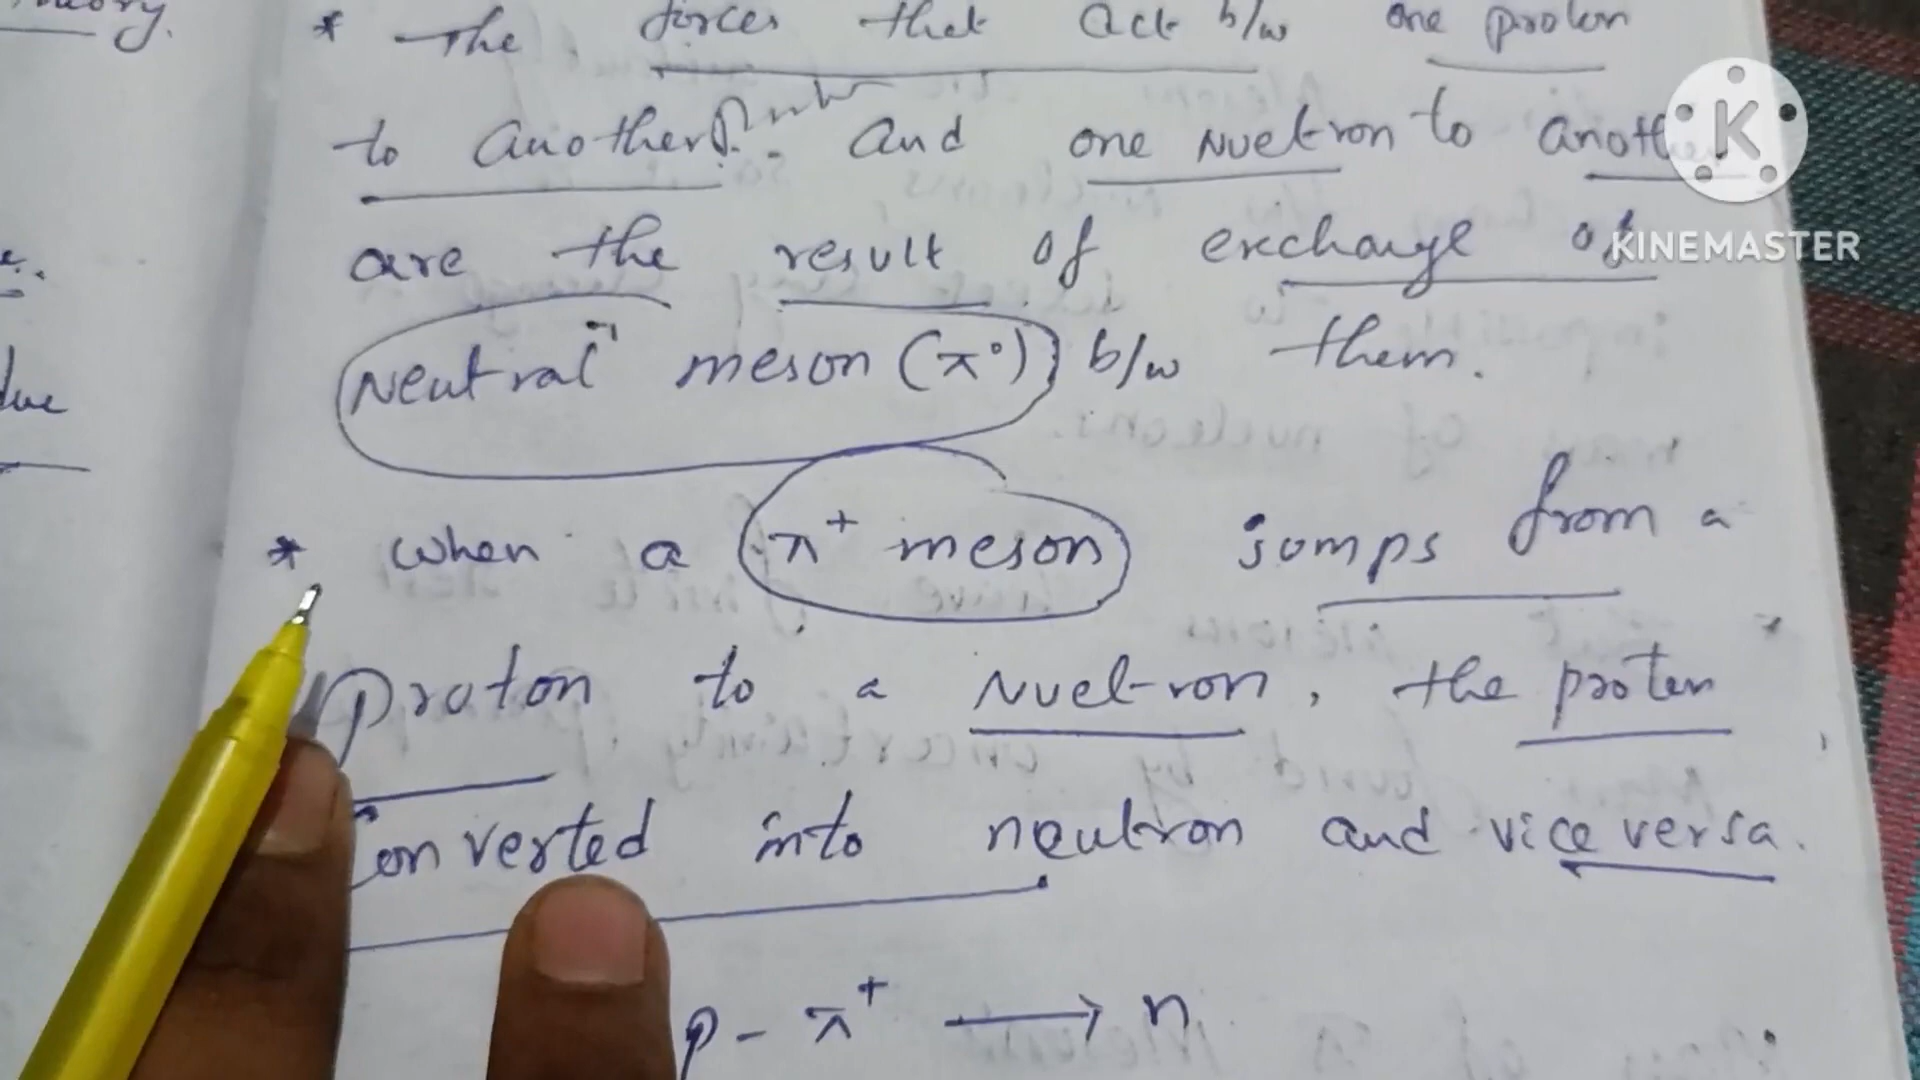 * The forces that act b/w one proton
to another. and one Nuetron to anoth
are the result of exchange of
KINEMASTER
Neutral meson (π°) b/w them.
* when a π+ meson jomps from a
proton to a Nuetron, the proton
converted into neutron and vice versa.
p - π+ ⟶ n